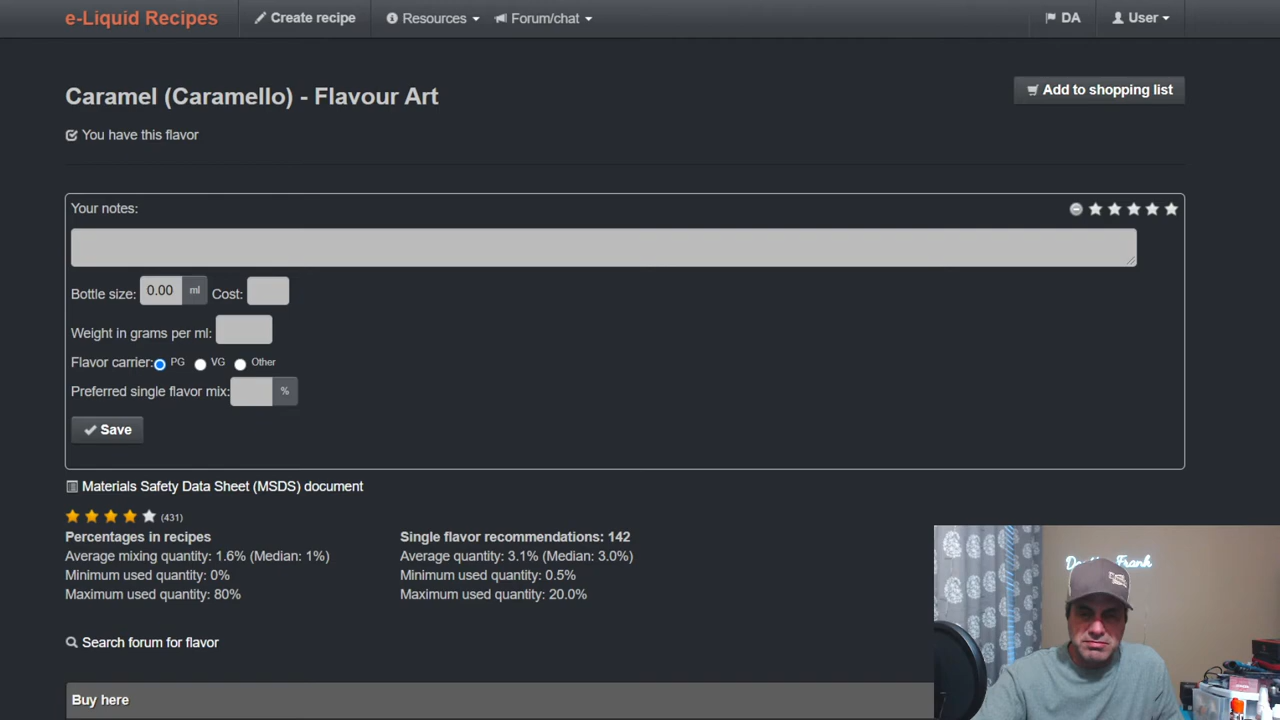 e-Liquid Recipes Create recipe Resources Forum/chat DA User
Caramel (Caramello) - Flavour Art
Add to shopping list
You have this flavor
Your notes:
Bottle size: 0.00 ml Cost:
Weight in grams per ml:
Flavor carrier: PG VG Other
Preferred single flavor mix: %
Save
Materials Safety Data Sheet (MSDS) document
(431)
Percentages in recipes
Average mixing quantity: 1.6% (Median: 1%)
Minimum used quantity: 0%
Maximum used quantity: 80%
Single flavor recommendations: 142
Average quantity: 3.1% (Median: 3.0%)
Minimum used quantity: 0.5%
Maximum used quantity: 20.0%
Search forum for flavor
Buy here
Frank